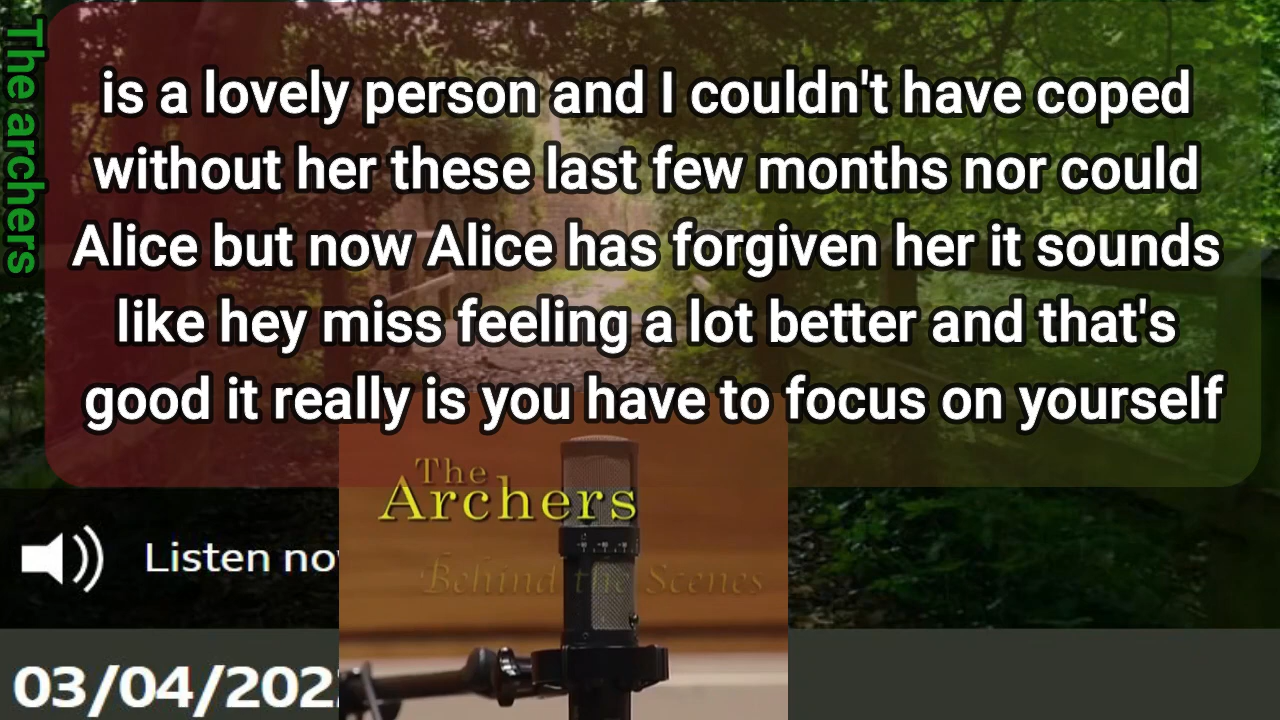 The archers
is a lovely person and I couldn't have coped
without her these last few months nor could
Alice but now Alice has forgiven her it sounds
like hey miss feeling a lot better and that's
good it really is you have to focus on yourself
The
Archers
Behind the Scenes
Listen
03/04/202